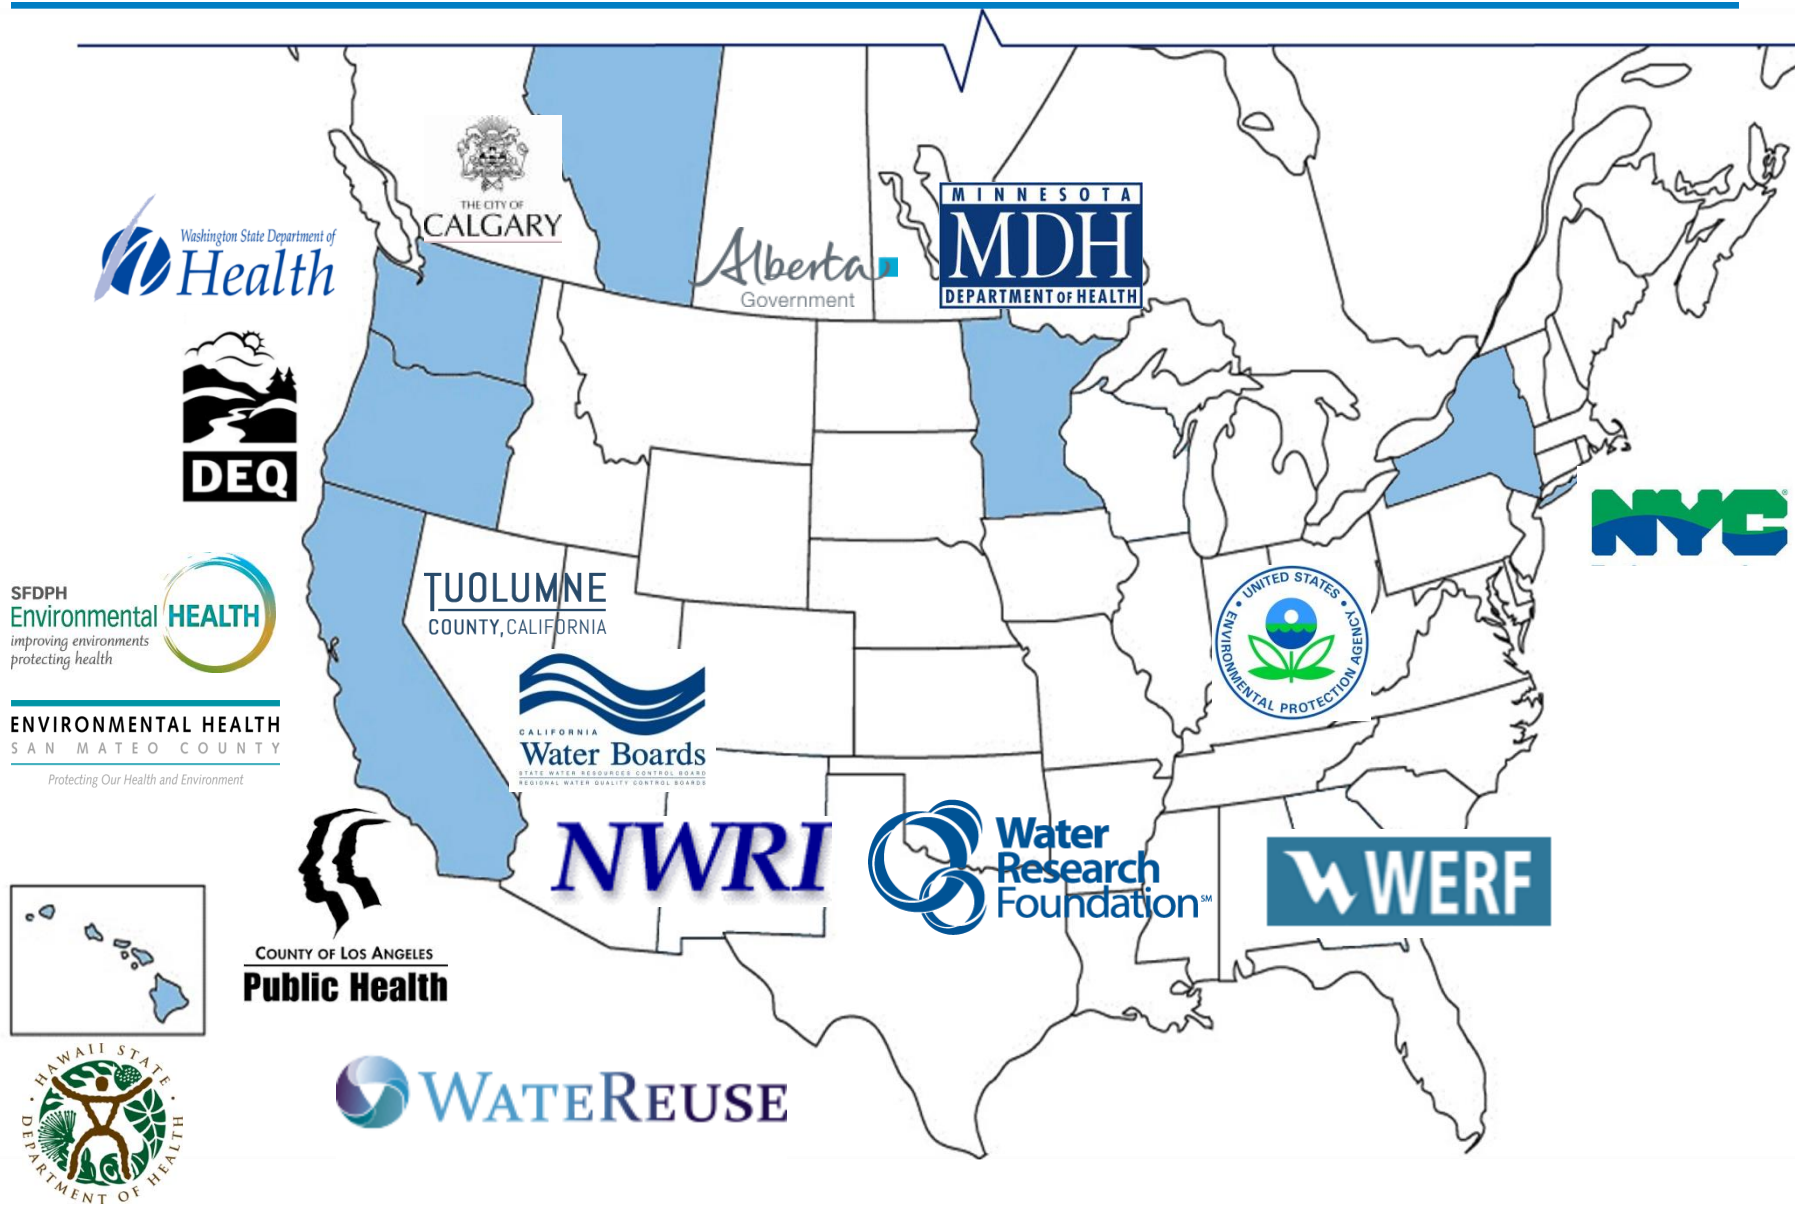 THE CITY OF
CALGARY
Washington State Department of
Health
Alberta
Government
MINNESOTA
MDH
DEPARTMENT OF HEALTH
DEQ
NYC
SFDPH
Environmental HEALTH
improving environments
protecting health
TUOLUMNE
COUNTY, CALIFORNIA
UNITED STATES
ENVIRONMENTAL PROTECTION AGENCY
ENVIRONMENTAL HEALTH
SAN MATEO COUNTY
Protecting Our Health and Environment
CALIFORNIA
Water Boards
STATE WATER RESOURCES CONTROL BOARD
REGIONAL WATER QUALITY CONTROL BOARDS
NWRI
Water
Research
Foundation℠
WERF
COUNTY OF LOS ANGELES
Public Health
WATEREUSE
HAWAII STATE
DEPARTMENT OF HEALTH